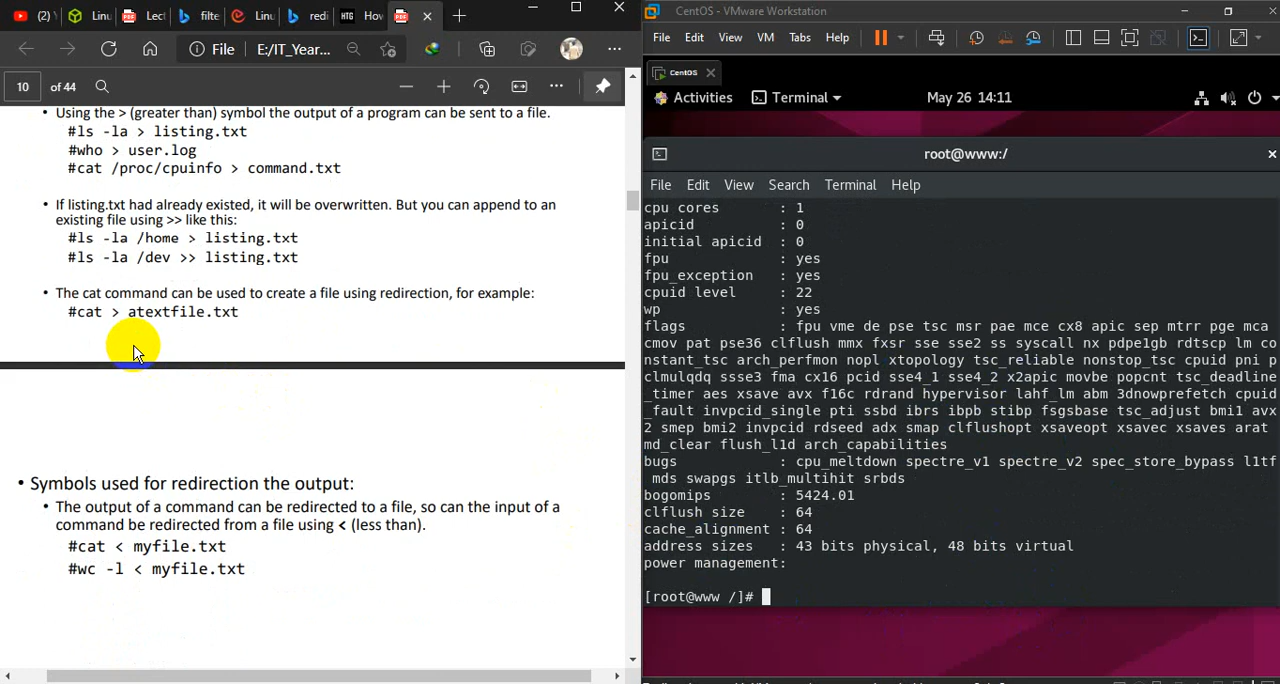 (2)
Linu
Lect
filte
Linu
redi
HTG
How
File
E:/IT_Year...
10
of 44
• Using the > (greater than) symbol the output of a program can be sent to a file.
#ls -la > listing.txt
#who > user.log
#cat /proc/cpuinfo > command.txt
• If listing.txt had already existed, it will be overwritten. But you can append to an
existing file using >> like this:
#ls -la /home > listing.txt
#ls -la /dev >> listing.txt
• The cat command can be used to create a file using redirection, for example:
#cat > atextfile.txt
• Symbols used for redirection the output:
• The output of a command can be redirected to a file, so can the input of a
command be redirected from a file using < (less than).
#cat < myfile.txt
#wc -l < myfile.txt
CentOS - VMware Workstation
File Edit View VM Tabs Help
CentOS
Activities
Terminal
May 26 14:11
root@www:/
File Edit View Search Terminal Help
cpu cores : 1
apicid : 0
initial apicid : 0
fpu : yes
fpu_exception : yes
cpuid level : 22
wp : yes
flags : fpu vme de pse tsc msr pae mce cx8 apic sep mtrr pge mca
cmov pat pse36 clflush mmx fxsr sse sse2 ss syscall nx pdpe1gb rdtscp lm co
nstant_tsc arch_perfmon nopl xtopology tsc_reliable nonstop_tsc cpuid pni p
clmulqdq ssse3 fma cx16 pcid sse4_1 sse4_2 x2apic movbe popcnt tsc_deadline
_timer aes xsave avx f16c rdrand hypervisor lahf_lm abm 3dnowprefetch cpuid
_fault invpcid_single pti ssbd ibrs ibpb stibp fsgsbase tsc_adjust bmi1 avx
2 smep bmi2 invpcid rdseed adx smap clflushopt xsaveopt xsavec xsaves arat
md_clear flush_l1d arch_capabilities
bugs : cpu_meltdown spectre_v1 spectre_v2 spec_store_bypass l1tf
mds swapgs itlb_multihit srbds
bogomips : 5424.01
clflush size : 64
cache_alignment : 64
address sizes : 43 bits physical, 48 bits virtual
power management:
[root@www /]#